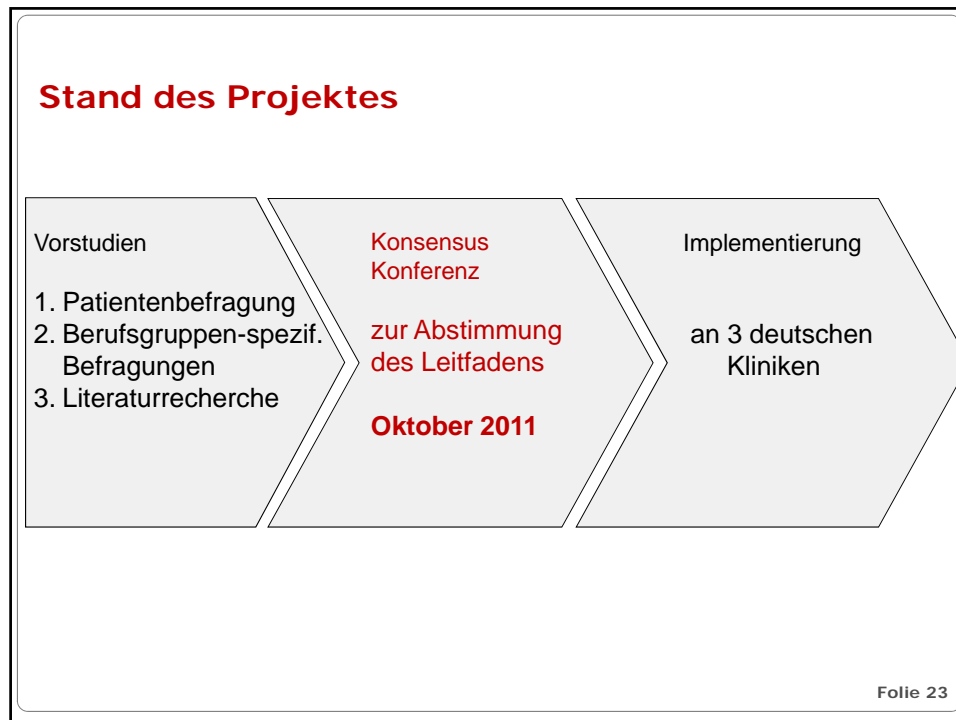 Stand des Projektes
Vorstudien
1. Patientenbefragung
2. Berufsgruppen-spezif.
Befragungen
3. Literaturrecherche
Konsensus
Konferenz
zur Abstimmung
des Leitfadens
Oktober 2011
Implementierung
an 3 deutschen
Kliniken
Folie 23